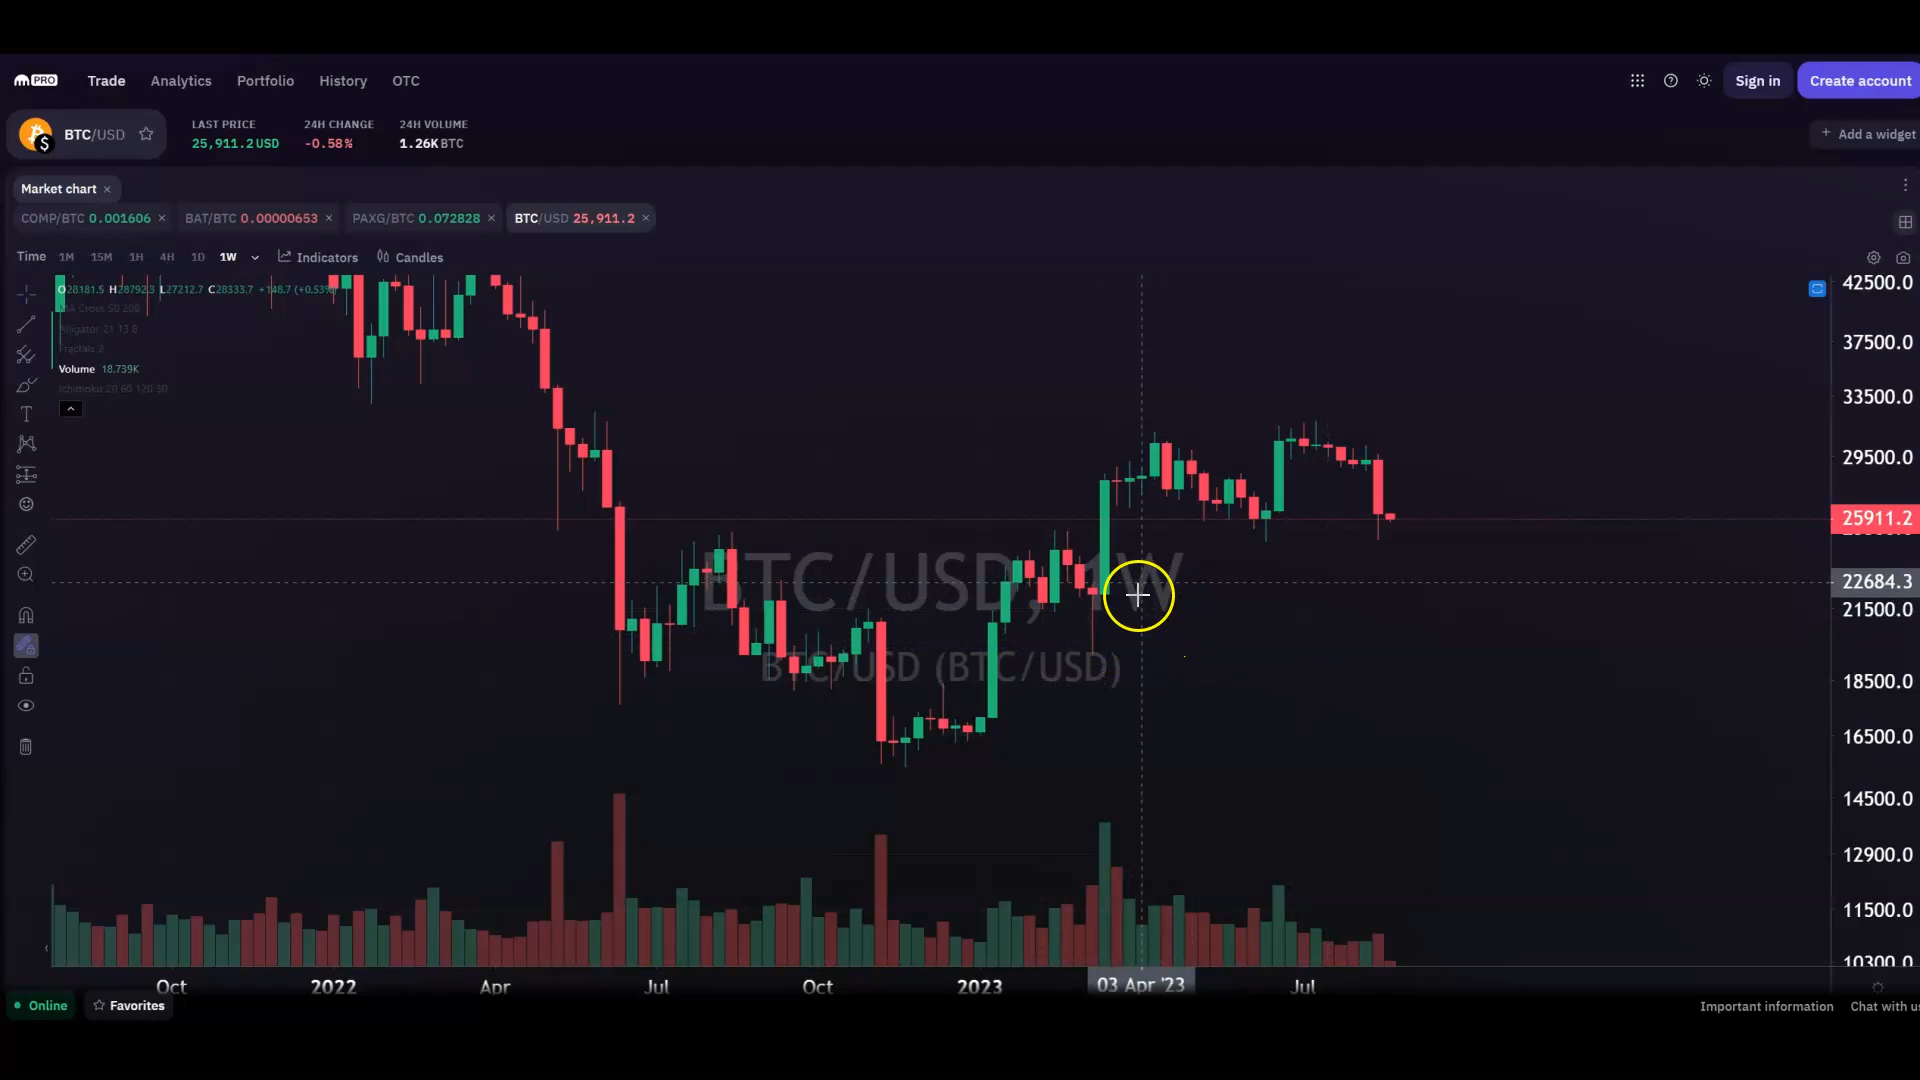 PRO Trade Analytics Portfolio History OTC Sign in Create account
BTC/USD LAST PRICE 24H CHANGE 24H VOLUME
25,911.2 USD -0.58% 1.26K BTC + Add a widget
Market chart ×
COMP/BTC 0.001606 × BAT/BTC 0.00000653 × PAXG/BTC 0.072828 × BTC/USD 25,911.2 ×
Time 1M 15M 1H 4H 1D 1W Indicators Candles
O28181.5 H28792.3 L27212.7 C28333.7 +148.7 (+0.53%)
MA Cross 50 200
Alligator 21 13 8
Fractals 2
Volume 18.739K
Ichimoku 20 60 120 30
42500.0
37500.0
33500.0
29500.0
25911.2
22684.3
21500.0
18500.0
16500.0
14500.0
12900.0
11500.0
10300.0
BTC/USD, 1W
BTC/USD (BTC/USD)
Oct 2022 Apr Jul Oct 2023 03 Apr '23 Jul
Online Favorites Important information Chat with us